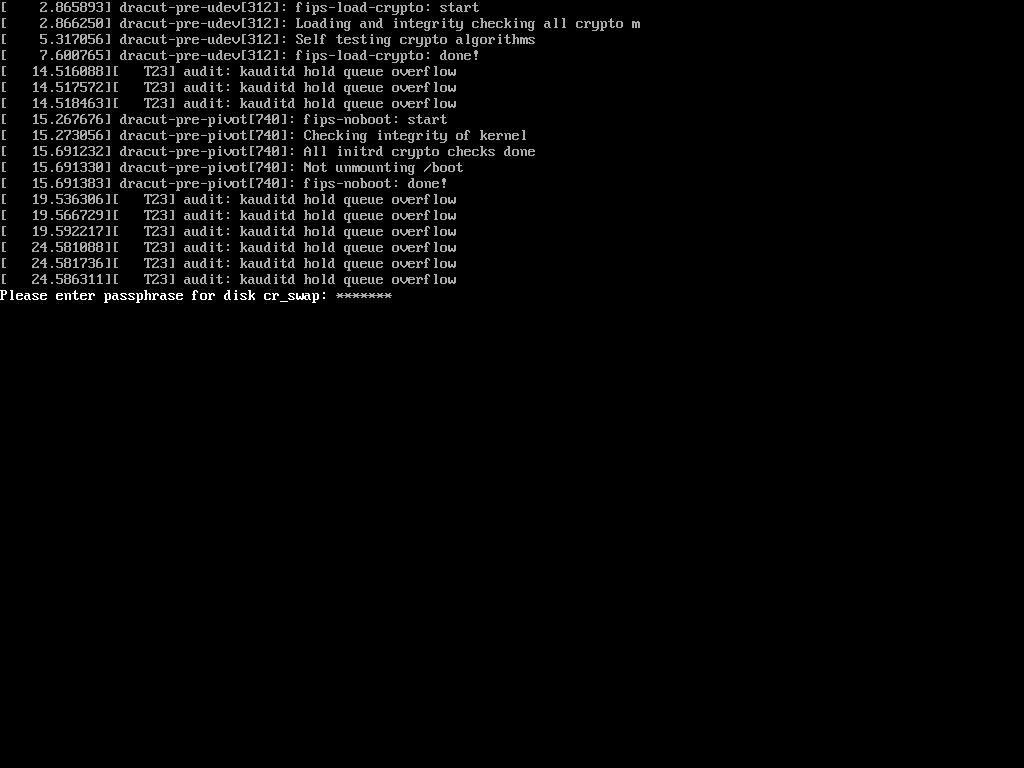 [    2.865893] dracut-pre-udev[312]: fips-load-crypto: start
[    2.866250] dracut-pre-udev[312]: Loading and integrity checking all crypto m
[    5.317056] dracut-pre-udev[312]: Self testing crypto algorithms
[    7.600765] dracut-pre-udev[312]: fips-load-crypto: done!
[   14.516088][   T23] audit: kauditd hold queue overflow
[   14.517572][   T23] audit: kauditd hold queue overflow
[   14.518463][   T23] audit: kauditd hold queue overflow
[   15.267676] dracut-pre-pivot[740]: fips-noboot: start
[   15.273056] dracut-pre-pivot[740]: Checking integrity of kernel
[   15.691232] dracut-pre-pivot[740]: All initrd crypto checks done
[   15.691330] dracut-pre-pivot[740]: Not unmounting /boot
[   15.691383] dracut-pre-pivot[740]: fips-noboot: done!
[   19.536306][   T23] audit: kauditd hold queue overflow
[   19.566729][   T23] audit: kauditd hold queue overflow
[   19.592217][   T23] audit: kauditd hold queue overflow
[   24.581088][   T23] audit: kauditd hold queue overflow
[   24.581736][   T23] audit: kauditd hold queue overflow
[   24.586311][   T23] audit: kauditd hold queue overflow
Please enter passphrase for disk cr_swap: *******